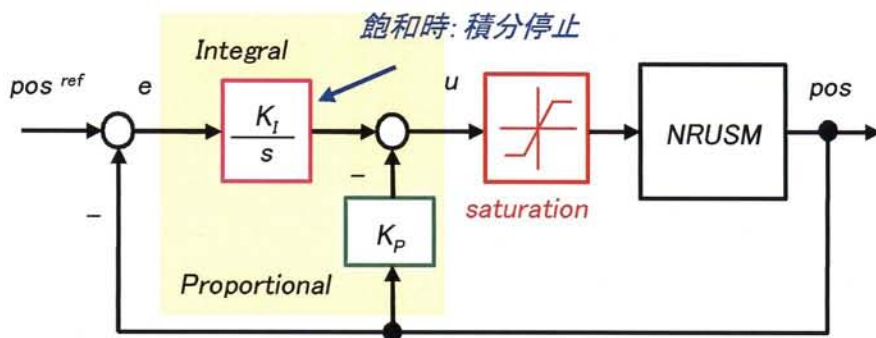 飽和時: 積分停止
Integral
pos ref
e
K_I
s
u
NRUSM
pos
–
–
saturation
K_P
Proportional